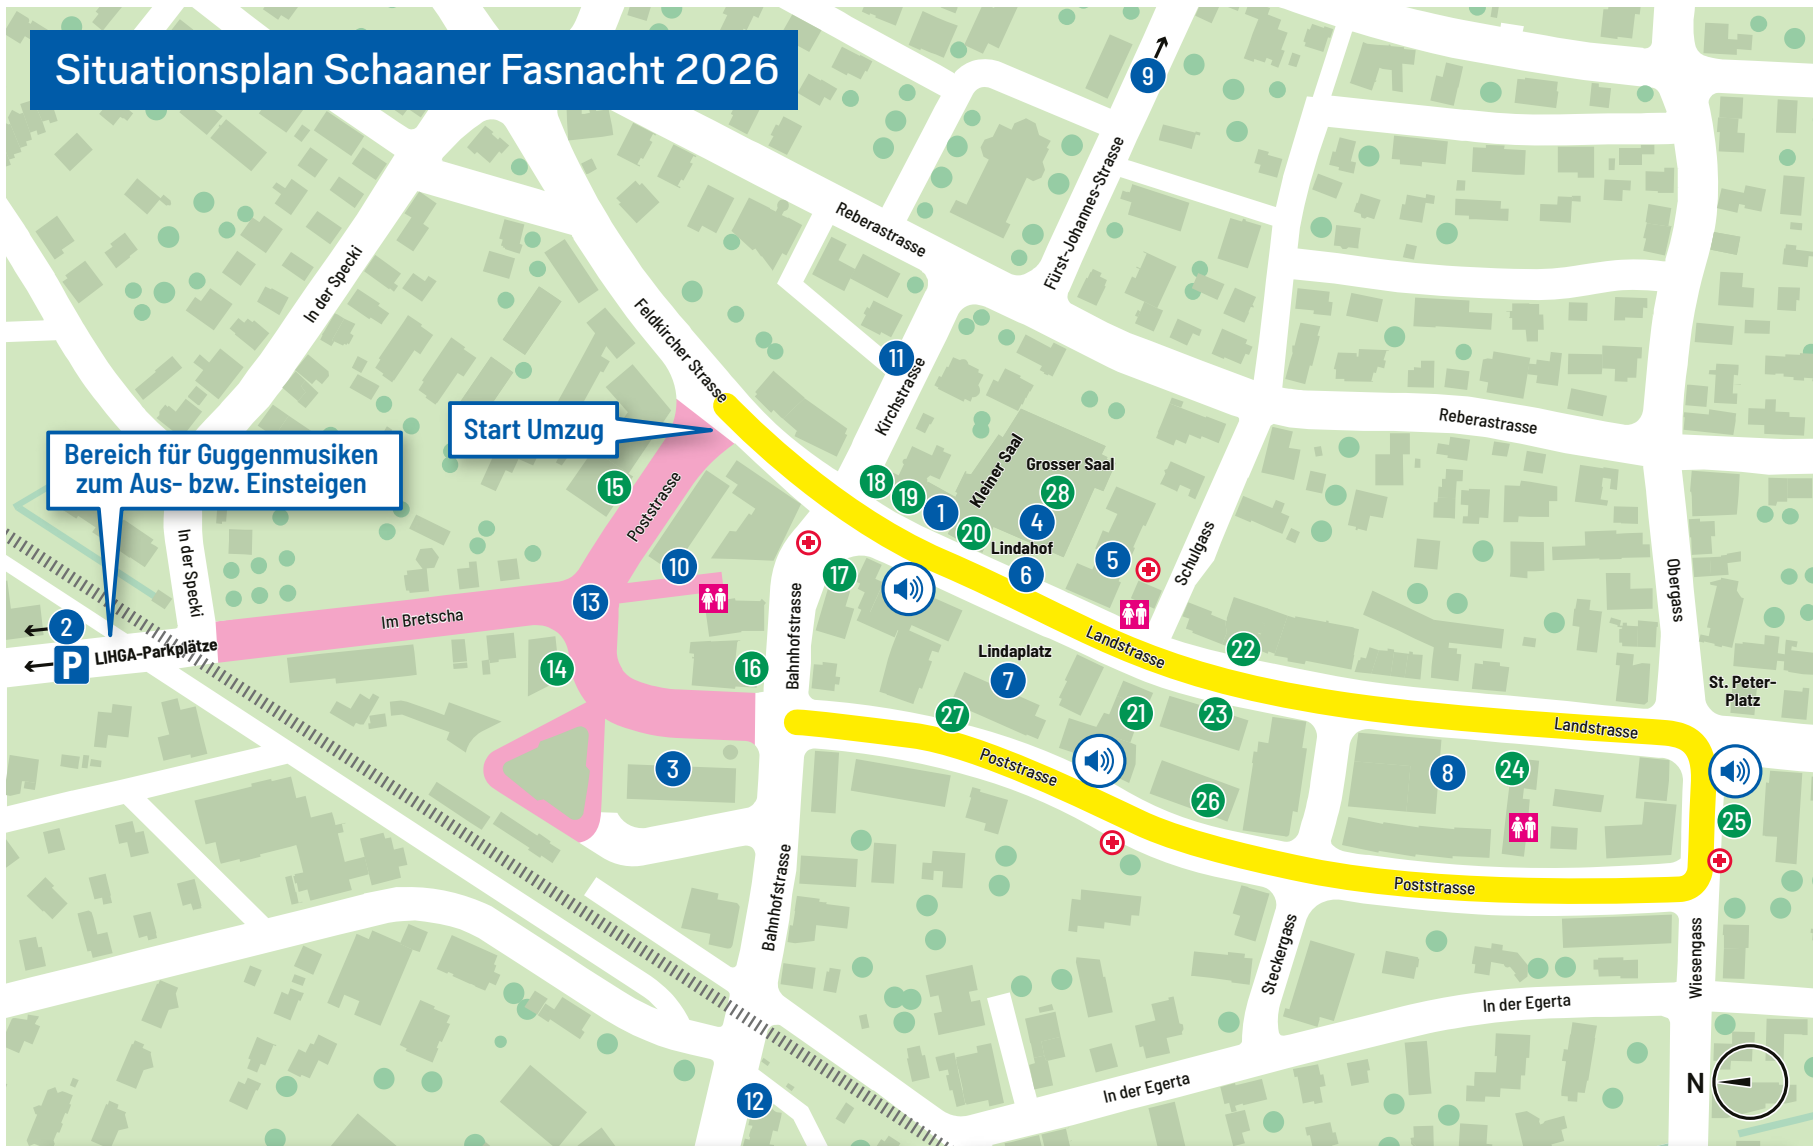 Situationsplan Schaaner Fasnacht 2026
9
Reberastrasse
Fürst-Johannes-Strasse
In der Specki
Feldkircher Strasse
11
Kirchstrasse
Reberastrasse
Start Umzug
Bereich für Guggenmusiken
zum Aus- bzw. Einsteigen
15
Poststrasse
18
19
1
20
Kleiner Saal
Grosser Saal
28
4
Lindahof
6
5
Schulgass
In der Specki
10
13
17
Im Bretscha
Bahnhofstrasse
2
P
LIHGA-Parkplätze
14
16
Lindaplatz
7
Landstrasse
22
Obergass
St. Peter-
Platz
27
21
23
Landstrasse
3
Poststrasse
26
8
24
25
Poststrasse
Bahnhofstrasse
Steckergass
Wiesengass
In der Egerta
In der Egerta
12
N